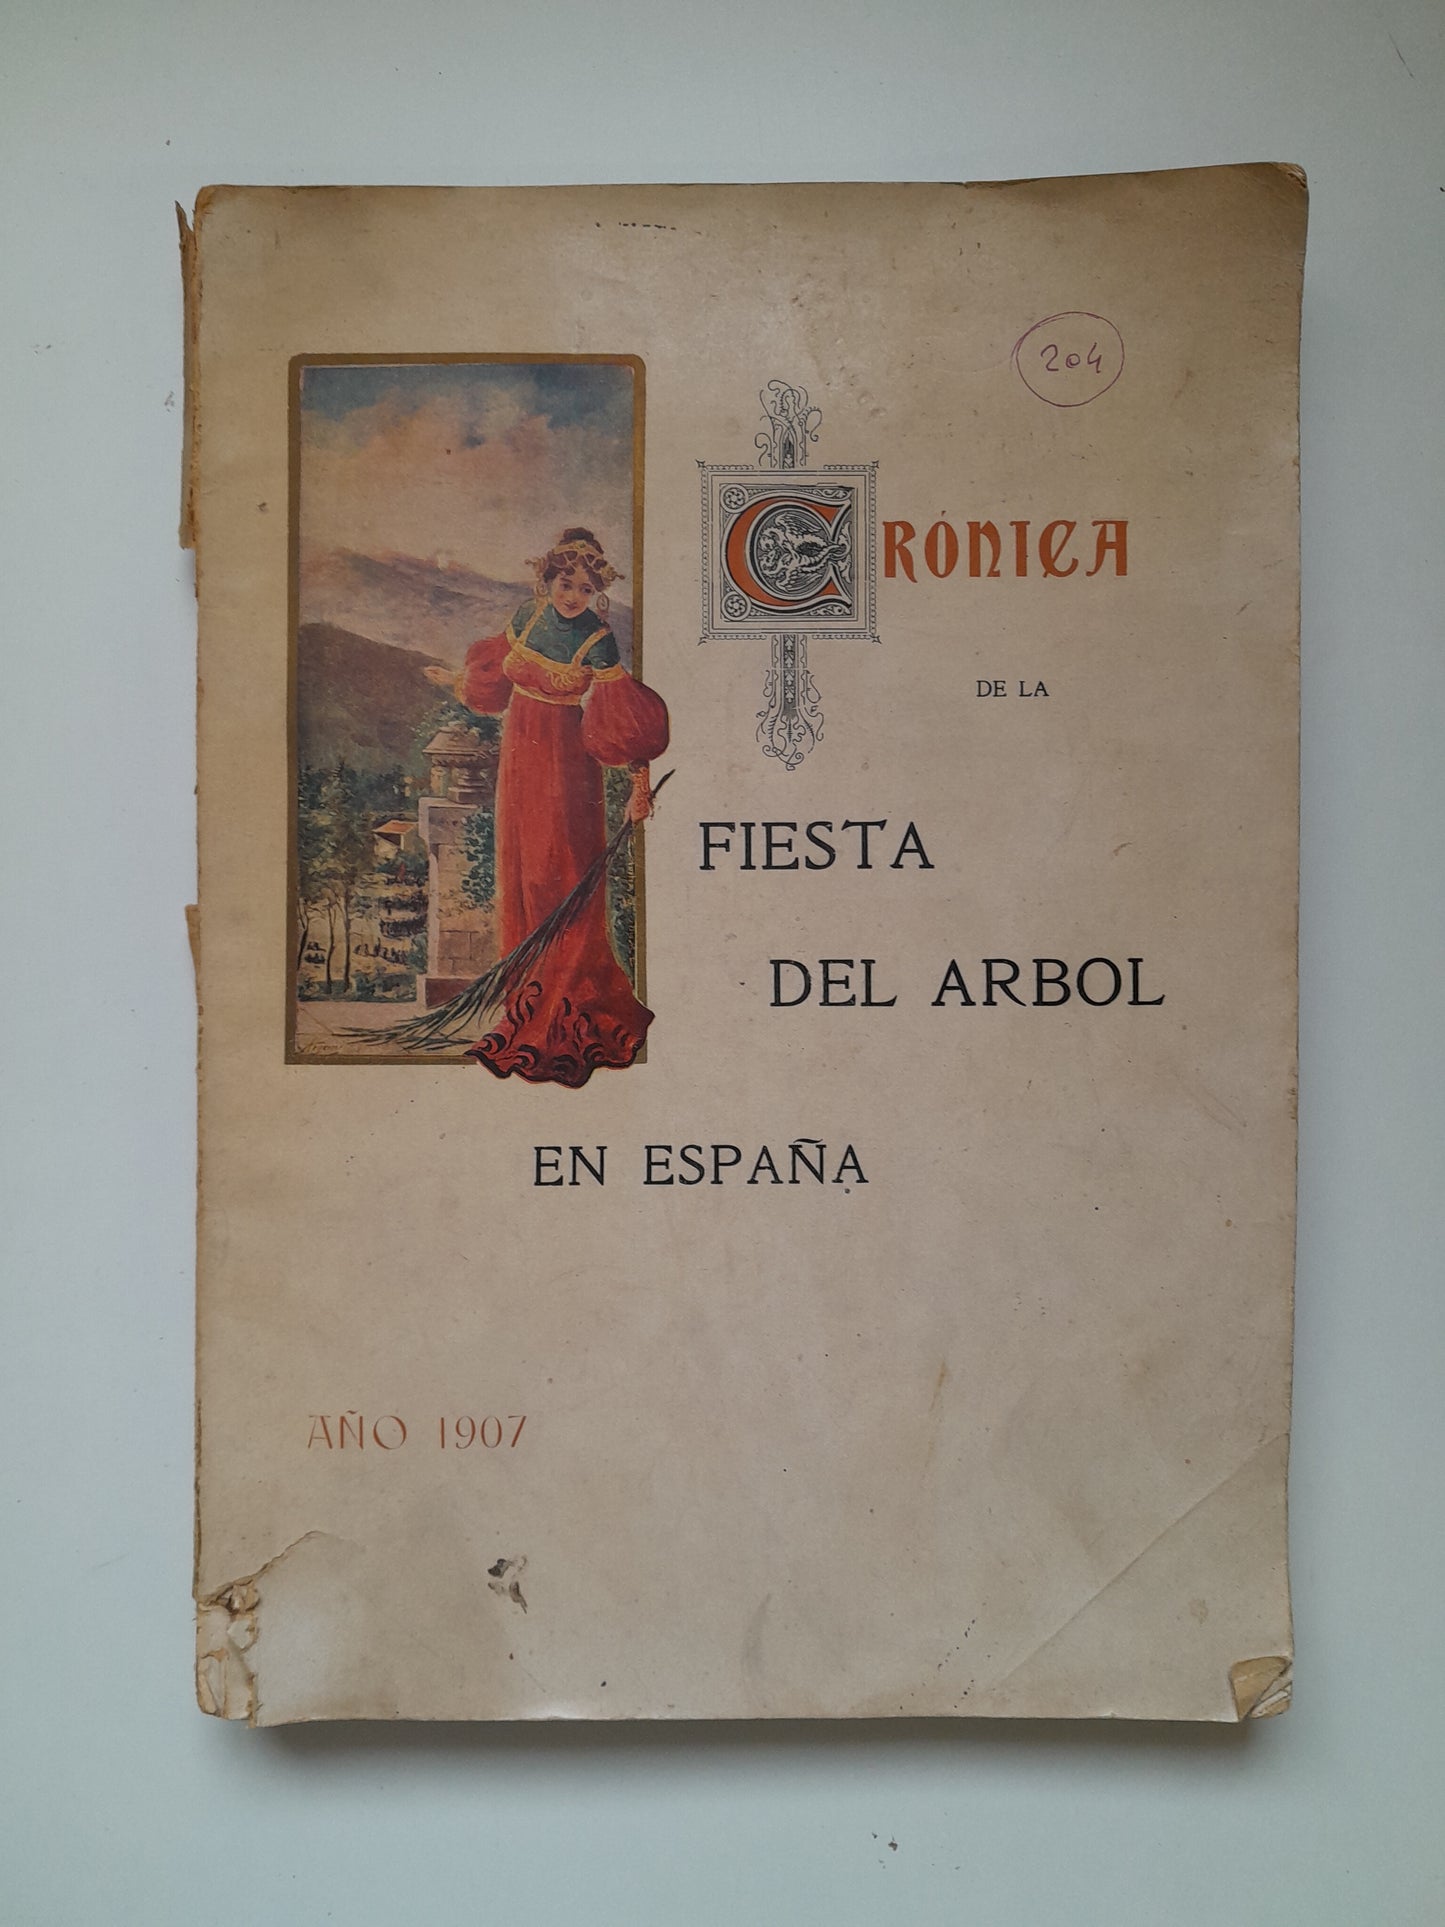 204
CRÓNICA
DE LA
FIESTA
DEL ARBOL
EN ESPAÑA
AÑO 1907